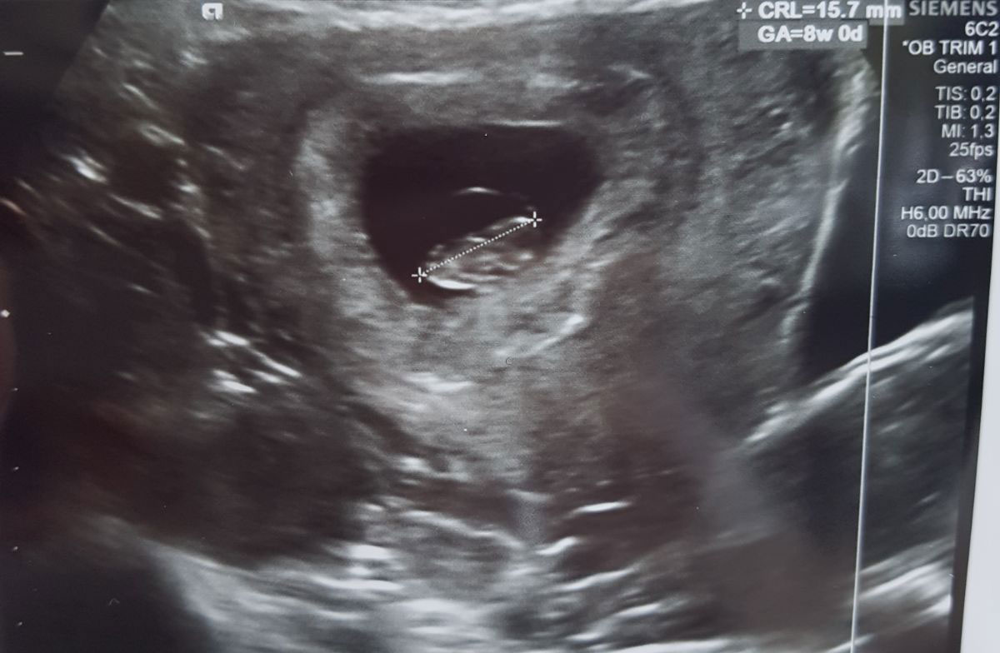 CRL=15.7 mm
GA=8w 0d
SIEMENS
6C2
*OB TRIM 1
General
TIS: 0,2
TIB: 0,2
MI: 1,3
25fps
2D–63%
THI
H6,00 MHz
0dB DR70